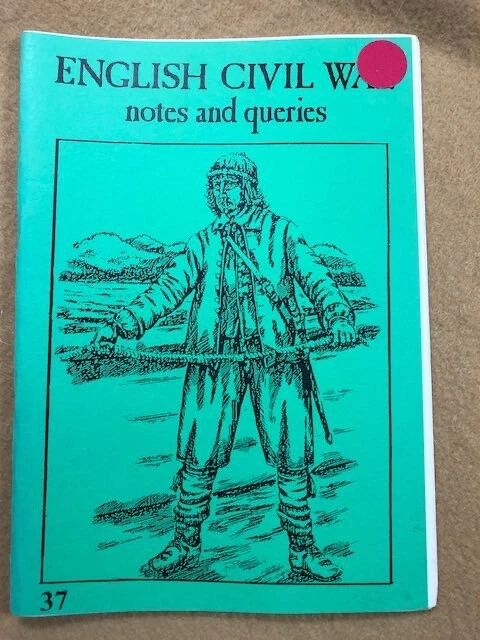 ENGLISH CIVIL
notes and queries
37